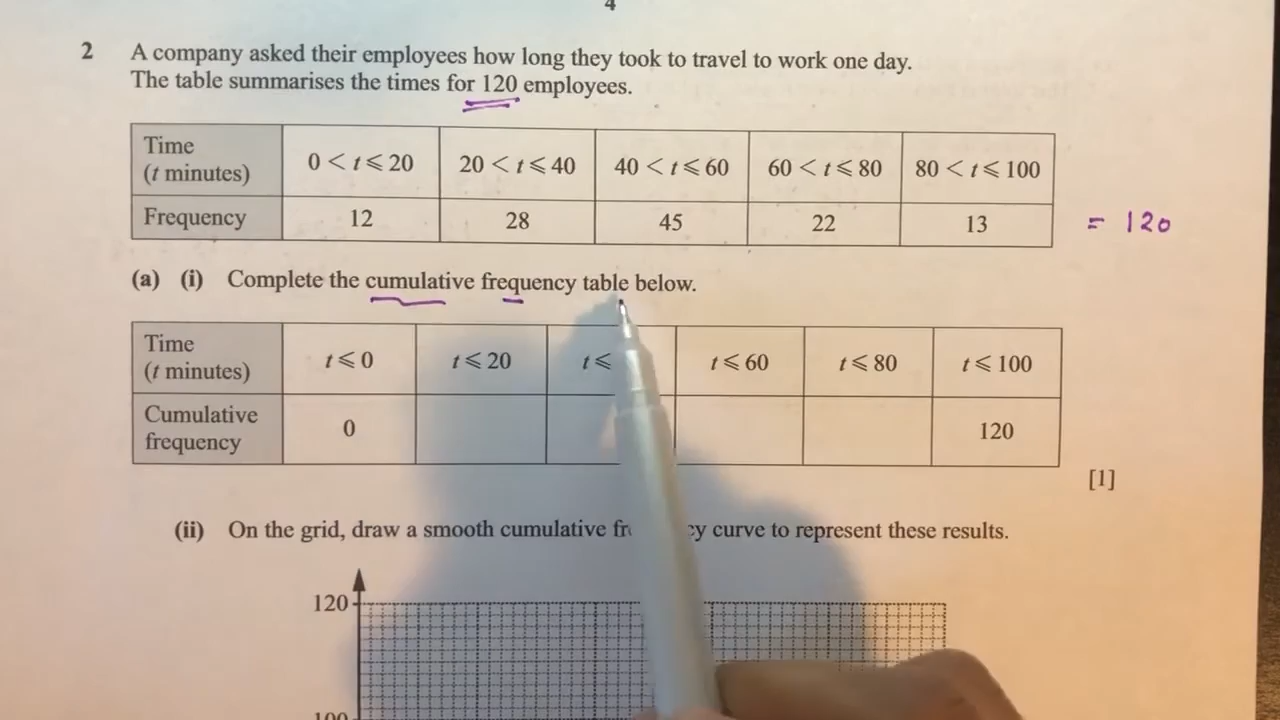 4
2 A company asked their employees how long they took to travel to work one day.
The table summarises the times for 120 employees.
Time (t minutes) 0 < t ⩽ 20 20 < t ⩽ 40 40 < t ⩽ 60 60 < t ⩽ 80 80 < t ⩽ 100
Frequency 12 28 45 22 13 = 120
(a) (i) Complete the cumulative frequency table below.
Time (t minutes) t ⩽ 0 t ⩽ 20 t ⩽ t ⩽ 60 t ⩽ 80 t ⩽ 100
Cumulative frequency 0 120
[1]
(ii) On the grid, draw a smooth cumulative curve to represent these results.
120
100